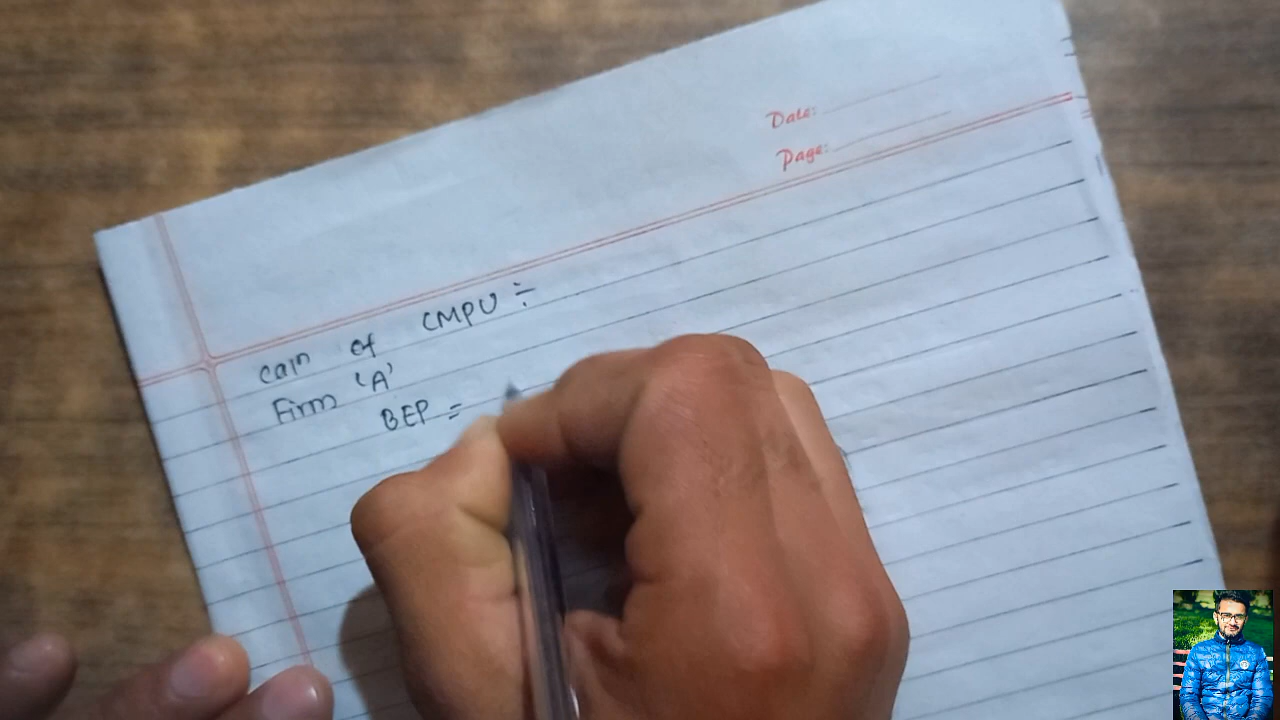 Date:
Page:
Caln of CMPU ÷
Firm 'A'
BEP =